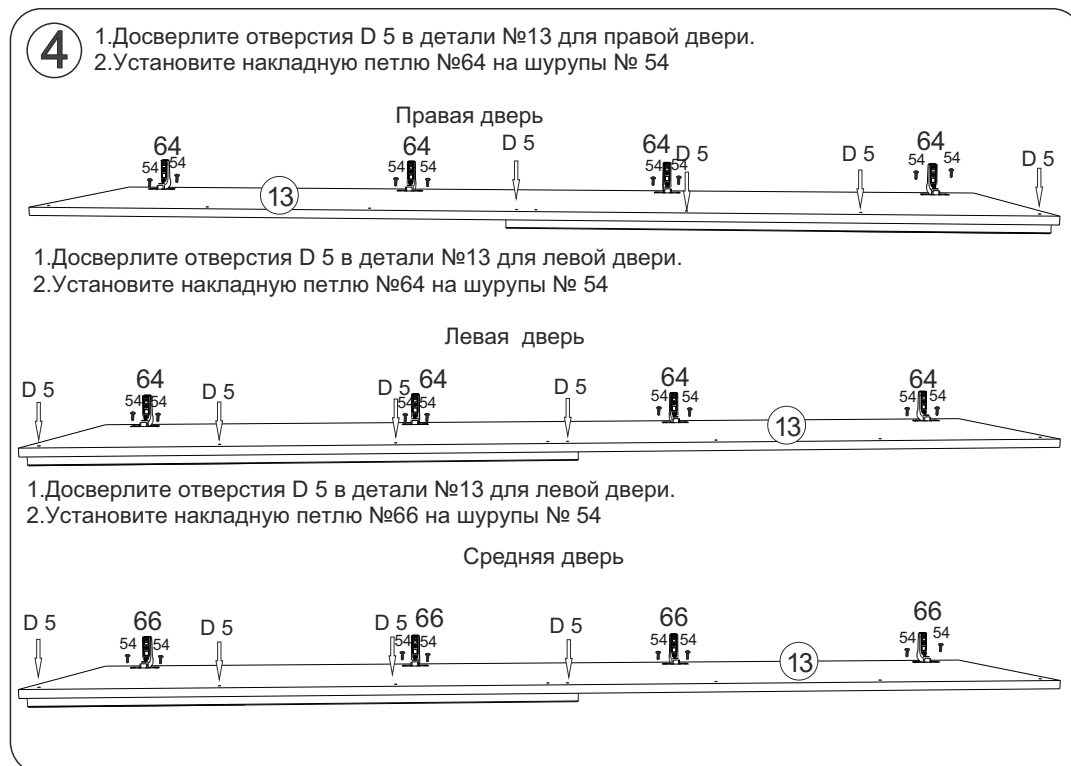 4
1.Досверлите отверстия D 5 в детали №13 для правой двери.
2.Установите накладную петлю №64 на шурупы № 54
Правая дверь
64 64 D 5 64 D 5 D 5 64 D 5
54 54 54 54 54 54 54 54
13
1.Досверлите отверстия D 5 в детали №13 для левой двери.
2.Установите накладную петлю №64 на шурупы № 54
Левая дверь
D 5 64 D 5 D 5 64 D 5 64 64
54 54 54 54 54 54 54 54
13
1.Досверлите отверстия D 5 в детали №13 для левой двери.
2.Установите накладную петлю №66 на шурупы № 54
Средняя дверь
D 5 66 D 5 D 5 66 D 5 66 66
54 54 54 54 54 54 54 54
13